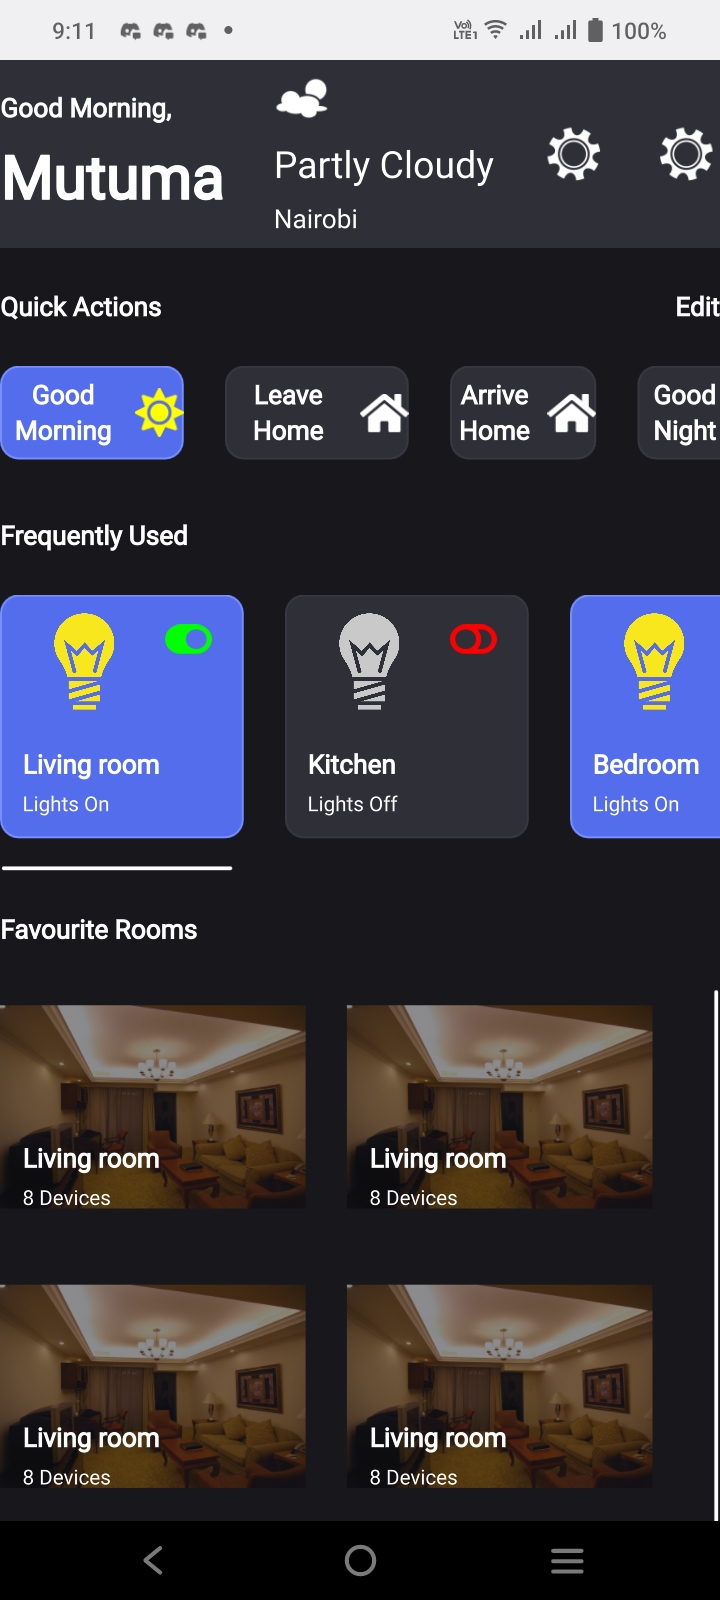 9:11
Vo) LTE1
100%
Good Morning,
Mutuma
Partly Cloudy
Nairobi
Quick Actions
Edit
Good
Morning
Leave
Home
Arrive
Home
Good
Night
Frequently Used
Living room
Lights On
Kitchen
Lights Off
Bedroom
Lights On
Favourite Rooms
Living room
8 Devices
Living room
8 Devices
Living room
8 Devices
Living room
8 Devices